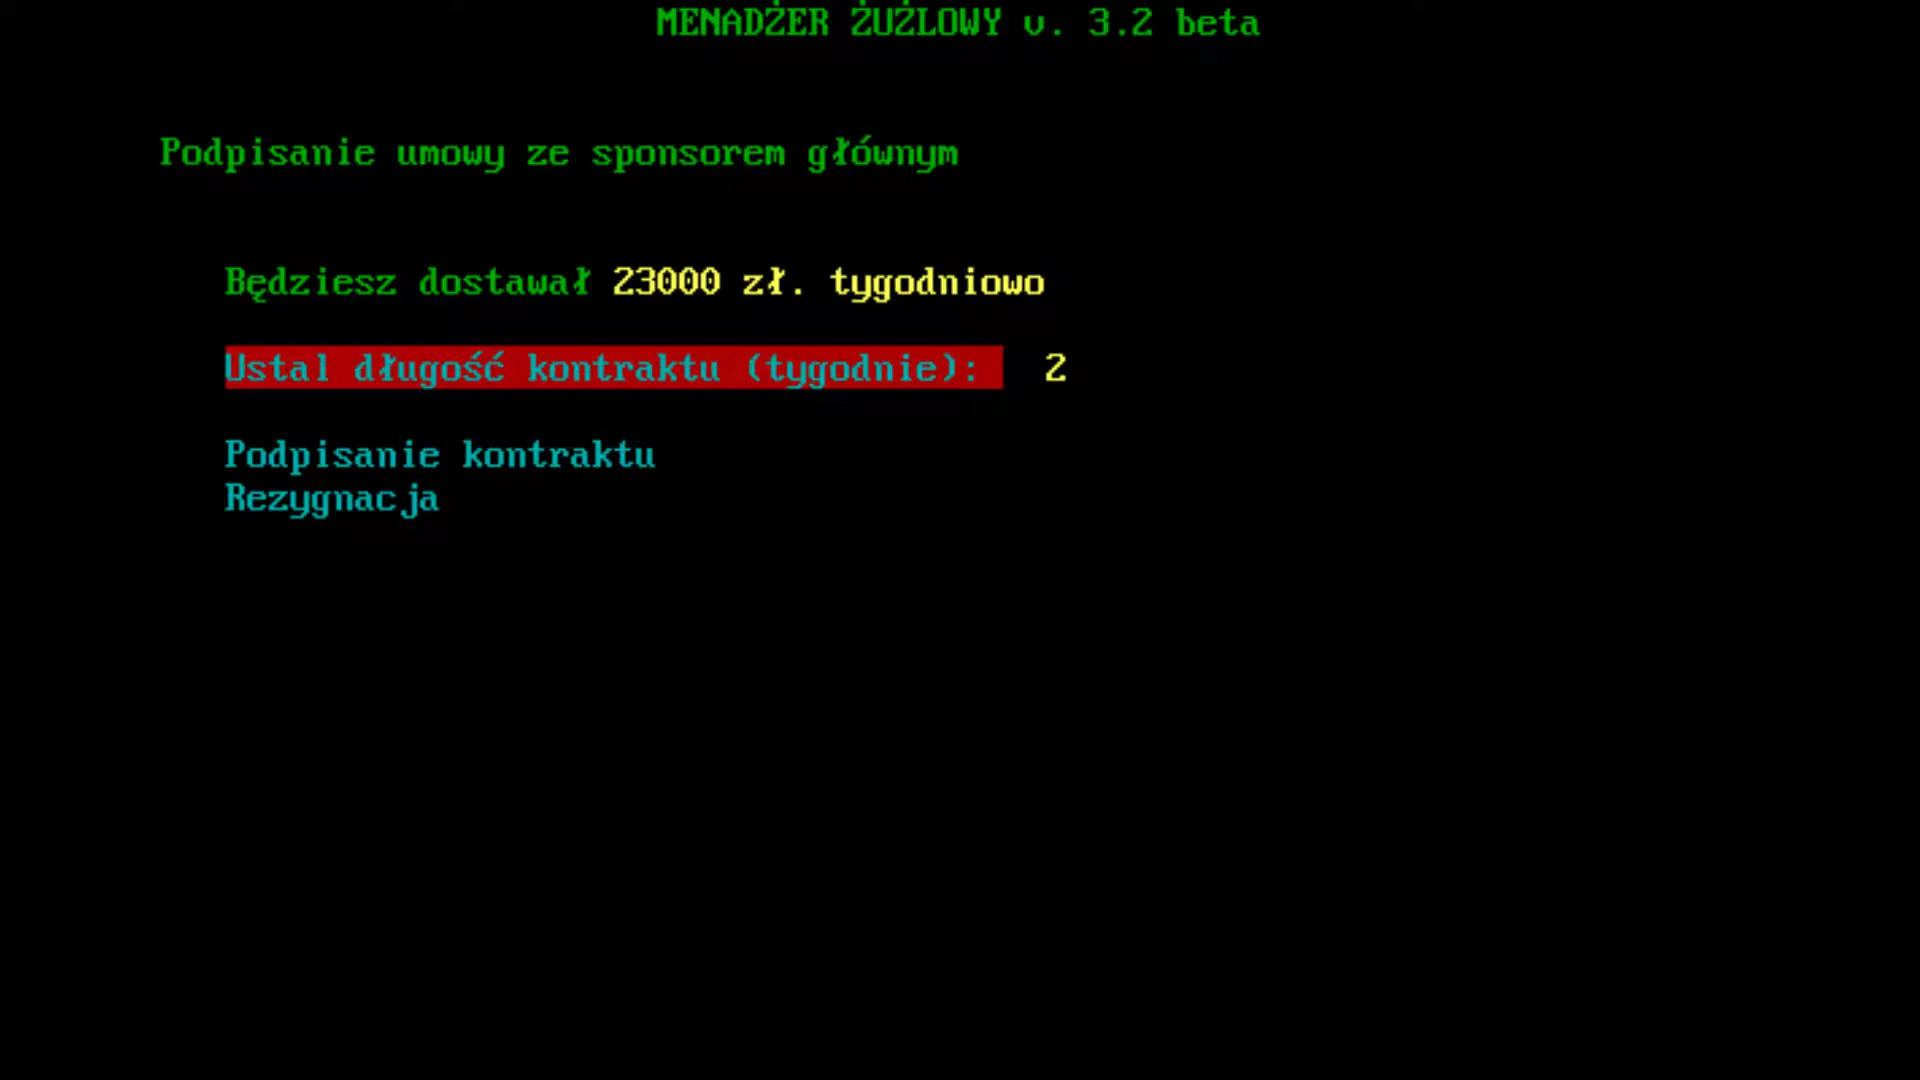 MENADŻER ŻUŻLOWY v. 3.2 beta
Podpisanie umowy ze sponsorem głównym
Będziesz dostawał 23000 zł. tygodniowo
Ustal długość kontraktu (tygodnie): 2
Podpisanie kontraktu
Rezygnacja